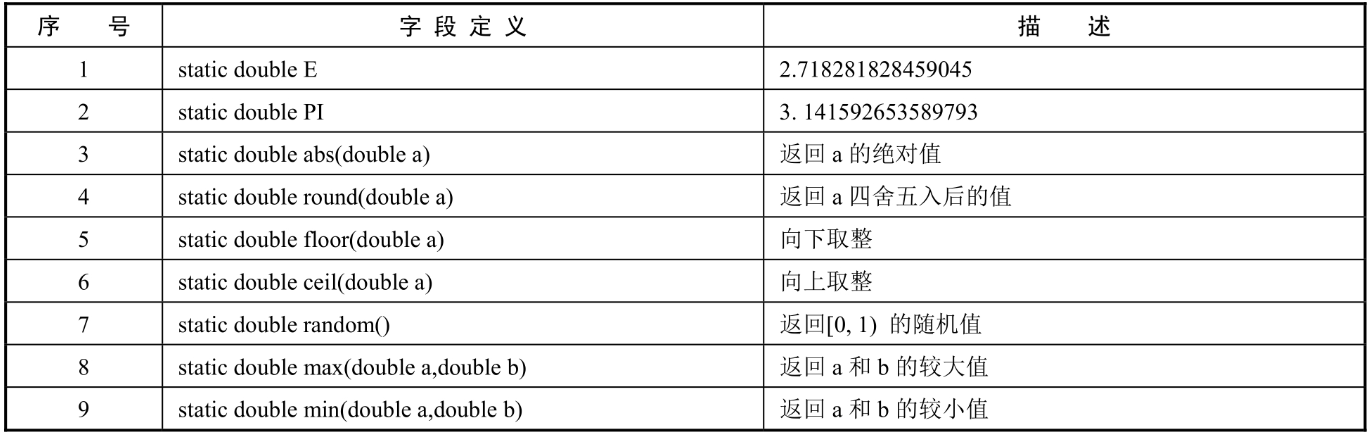 序 号 字 段 定 义 描 述
1 static double E 2.718281828459045
2 static double PI 3. 141592653589793
3 static double abs(double a) 返回 a 的绝对值
4 static double round(double a) 返回 a 四舍五入后的值
5 static double floor(double a) 向下取整
6 static double ceil(double a) 向上取整
7 static double random() 返回[0, 1) 的随机值
8 static double max(double a,double b) 返回 a 和 b 的较大值
9 static double min(double a,double b) 返回 a 和 b 的较小值